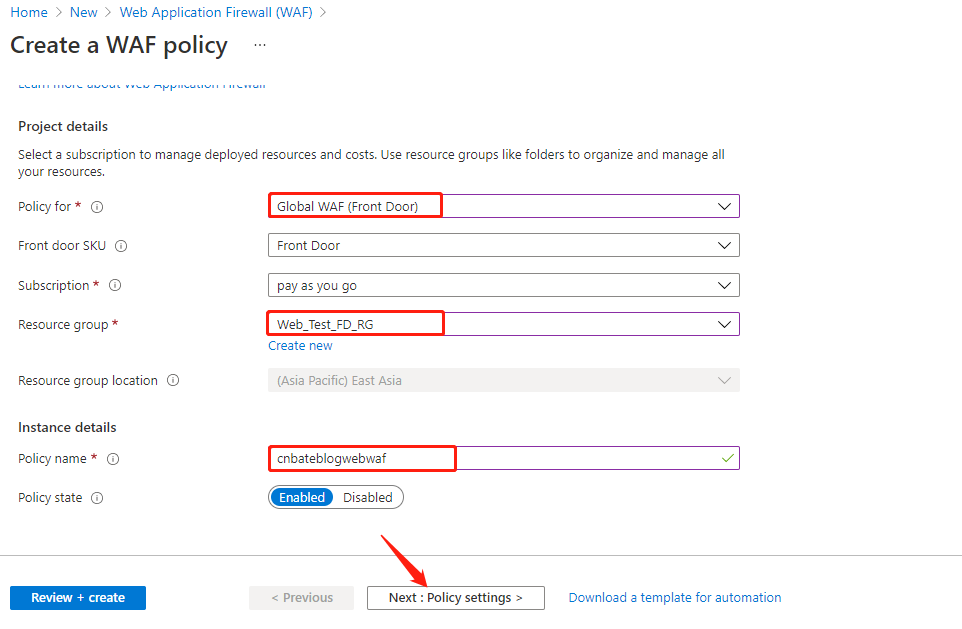 Home > New > Web Application Firewall (WAF) >
Create a WAF policy ...
Learn more about Web Application Firewall
Project details
Select a subscription to manage deployed resources and costs. Use resource groups like folders to organize and manage all
your resources.
Policy for * Global WAF (Front Door)
Front door SKU Front Door
Subscription * pay as you go
Resource group * Web_Test_FD_RG
Create new
Resource group location (Asia Pacific) East Asia
Instance details
Policy name * cnbateblogwebwaf
Policy state Enabled Disabled
Review + create < Previous Next : Policy settings > Download a template for automation